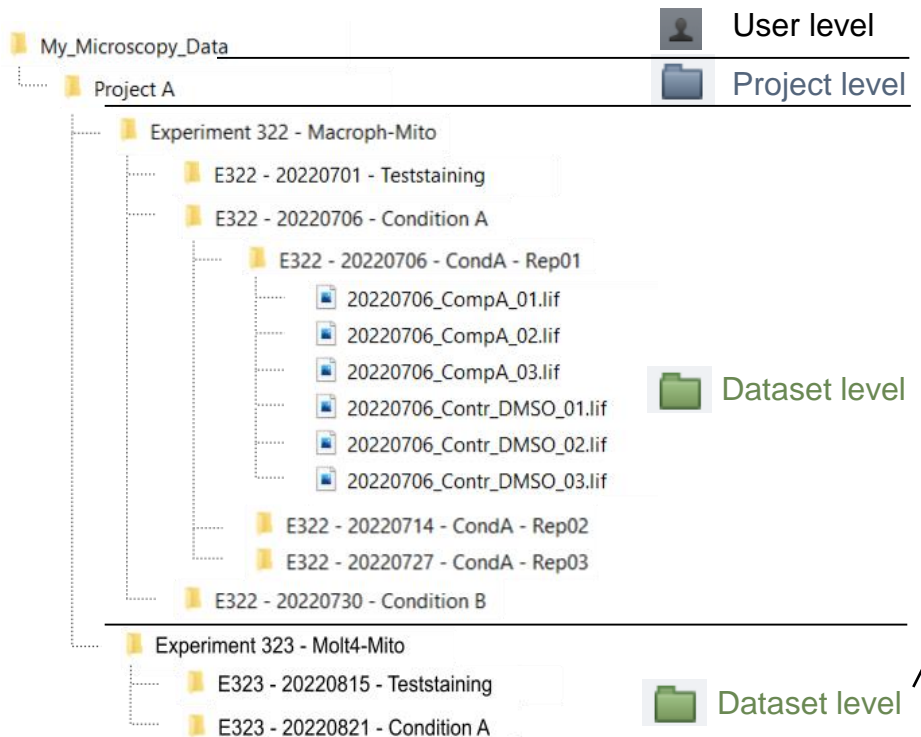 User level
My_Microscopy_Data
Project level
Project A
Experiment 322 - Macroph-Mito
E322 - 20220701 - Teststaining
E322 - 20220706 - Condition A
E322 - 20220706 - CondA - Rep01
20220706_CompA_01.lif
20220706_CompA_02.lif
20220706_CompA_03.lif
Dataset level
20220706_Contr_DMSO_01.lif
20220706_Contr_DMSO_02.lif
20220706_Contr_DMSO_03.lif
E322 - 20220714 - CondA - Rep02
E322 - 20220727 - CondA - Rep03
E322 - 20220730 - Condition B
Experiment 323 - Molt4-Mito
E323 - 20220815 - Teststaining
Dataset level
E323 - 20220821 - Condition A